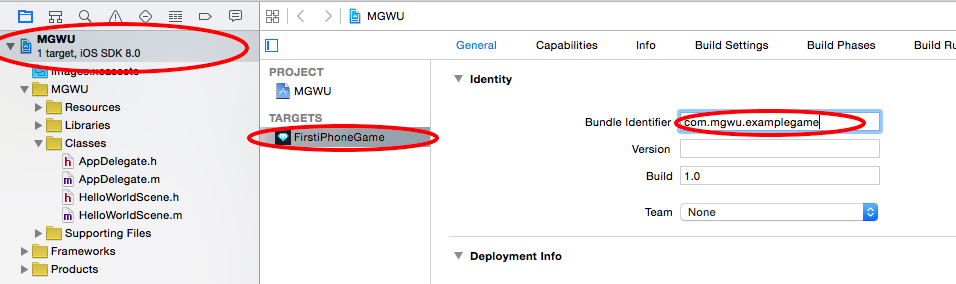 MGWU
1 target, iOS SDK 8.0
Images.xcassets
MGWU
Resources
Libraries
Classes
h AppDelegate.h
m AppDelegate.m
h HelloWorldScene.h
m HelloWorldScene.m
Supporting Files
Frameworks
Products
MGWU
General Capabilities Info Build Settings Build Phases Build Ru
PROJECT
MGWU
TARGETS
FirstiPhoneGame
Identity
Bundle Identifier com.mgwu.examplegame
Version
Build 1.0
Team None
Deployment Info